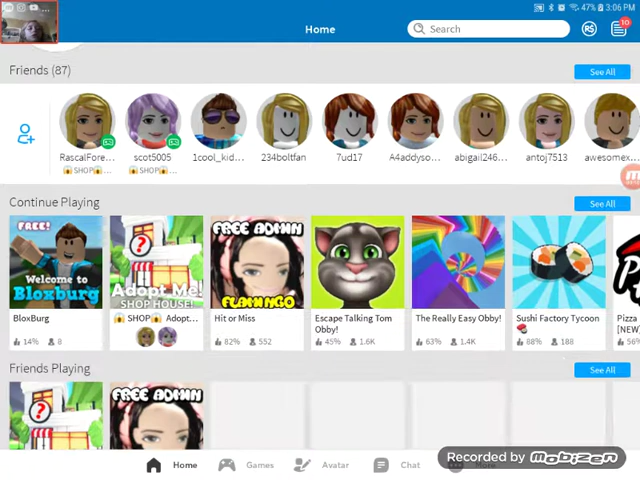 47% 3:06 PM
Home
Search
R$
10
Friends (87)
See All
RascalFore...
scot5005
1cool_kid...
234boltfan
7ud17
A4addyso...
abigail246...
antoj7513
awesomex...
SHOP
SHOP
...
Continue Playing
See All
FREE!
Welcome to
Bloxburg
?
Adopt Me!
SHOP HOUSE!
FREE ADMIN
FLAMINGO
BloxBurg
SHOP Adopt...
Hit or Miss
Escape Talking Tom
Obby!
The Really Easy Obby!
Sushi Factory Tycoon
Pizza
[NEW]
14% 8
82% 552
45% 1.6K
63% 1.4K
88% 188
56%
Friends Playing
See All
?
FREE ADMIN
Recorded by Mobizen
Home
Games
Avatar
Chat
More